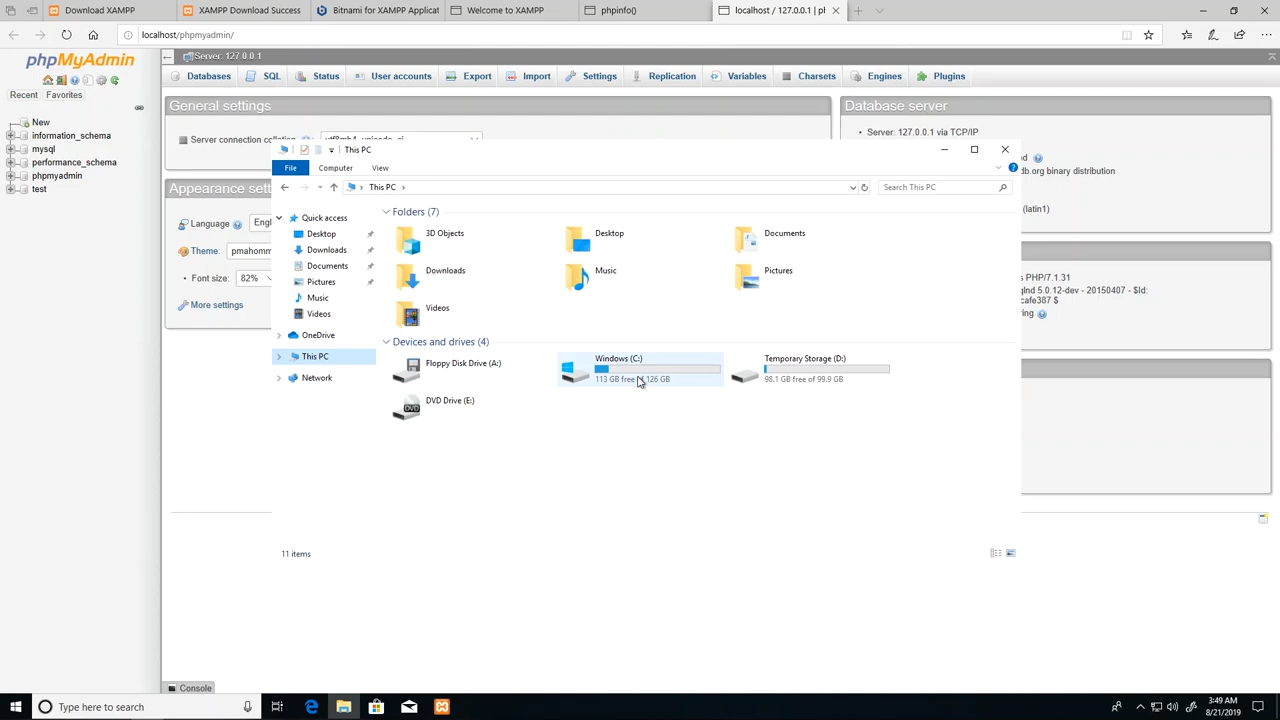 Download XAMPP
XAMPP Download Success
Bitnami for XAMPP Applicat
Welcome to XAMPP
phpinfo()
localhost / 127.0.0.1 | ph
localhost/phpmyadmin/
phpMyAdmin
Recent Favorites
New
information_schema
mysql
performance_schema
phpmyadmin
test
Server: 127.0.0.1
Databases SQL Status User accounts Export Import Settings Replication Variables Charsets Engines Plugins
General settings
Server connection collation
utf8mb4_unicode_ci
Appearance sett
Language
Engl
Theme: pmahomm
Font size: 82%
More settings
Database server
Server: 127.0.0.1 via TCP/IP
db.org binary distribution
(latin1)
PHP/7.1.31
qlnd 5.0.12-dev - 20150407 - $Id:
cafe387 $
ring
This PC
File Computer View
This PC
Search This PC
Quick access
Desktop
Downloads
Documents
Pictures
Music
Videos
OneDrive
This PC
Network
Folders (7)
3D Objects
Desktop
Documents
Downloads
Music
Pictures
Videos
Devices and drives (4)
Floppy Disk Drive (A:)
Windows (C:)
113 GB free of 126 GB
Temporary Storage (D:)
98.1 GB free of 99.9 GB
DVD Drive (E:)
DVD
11 items
Console
Type here to search
3:49 AM
8/21/2019